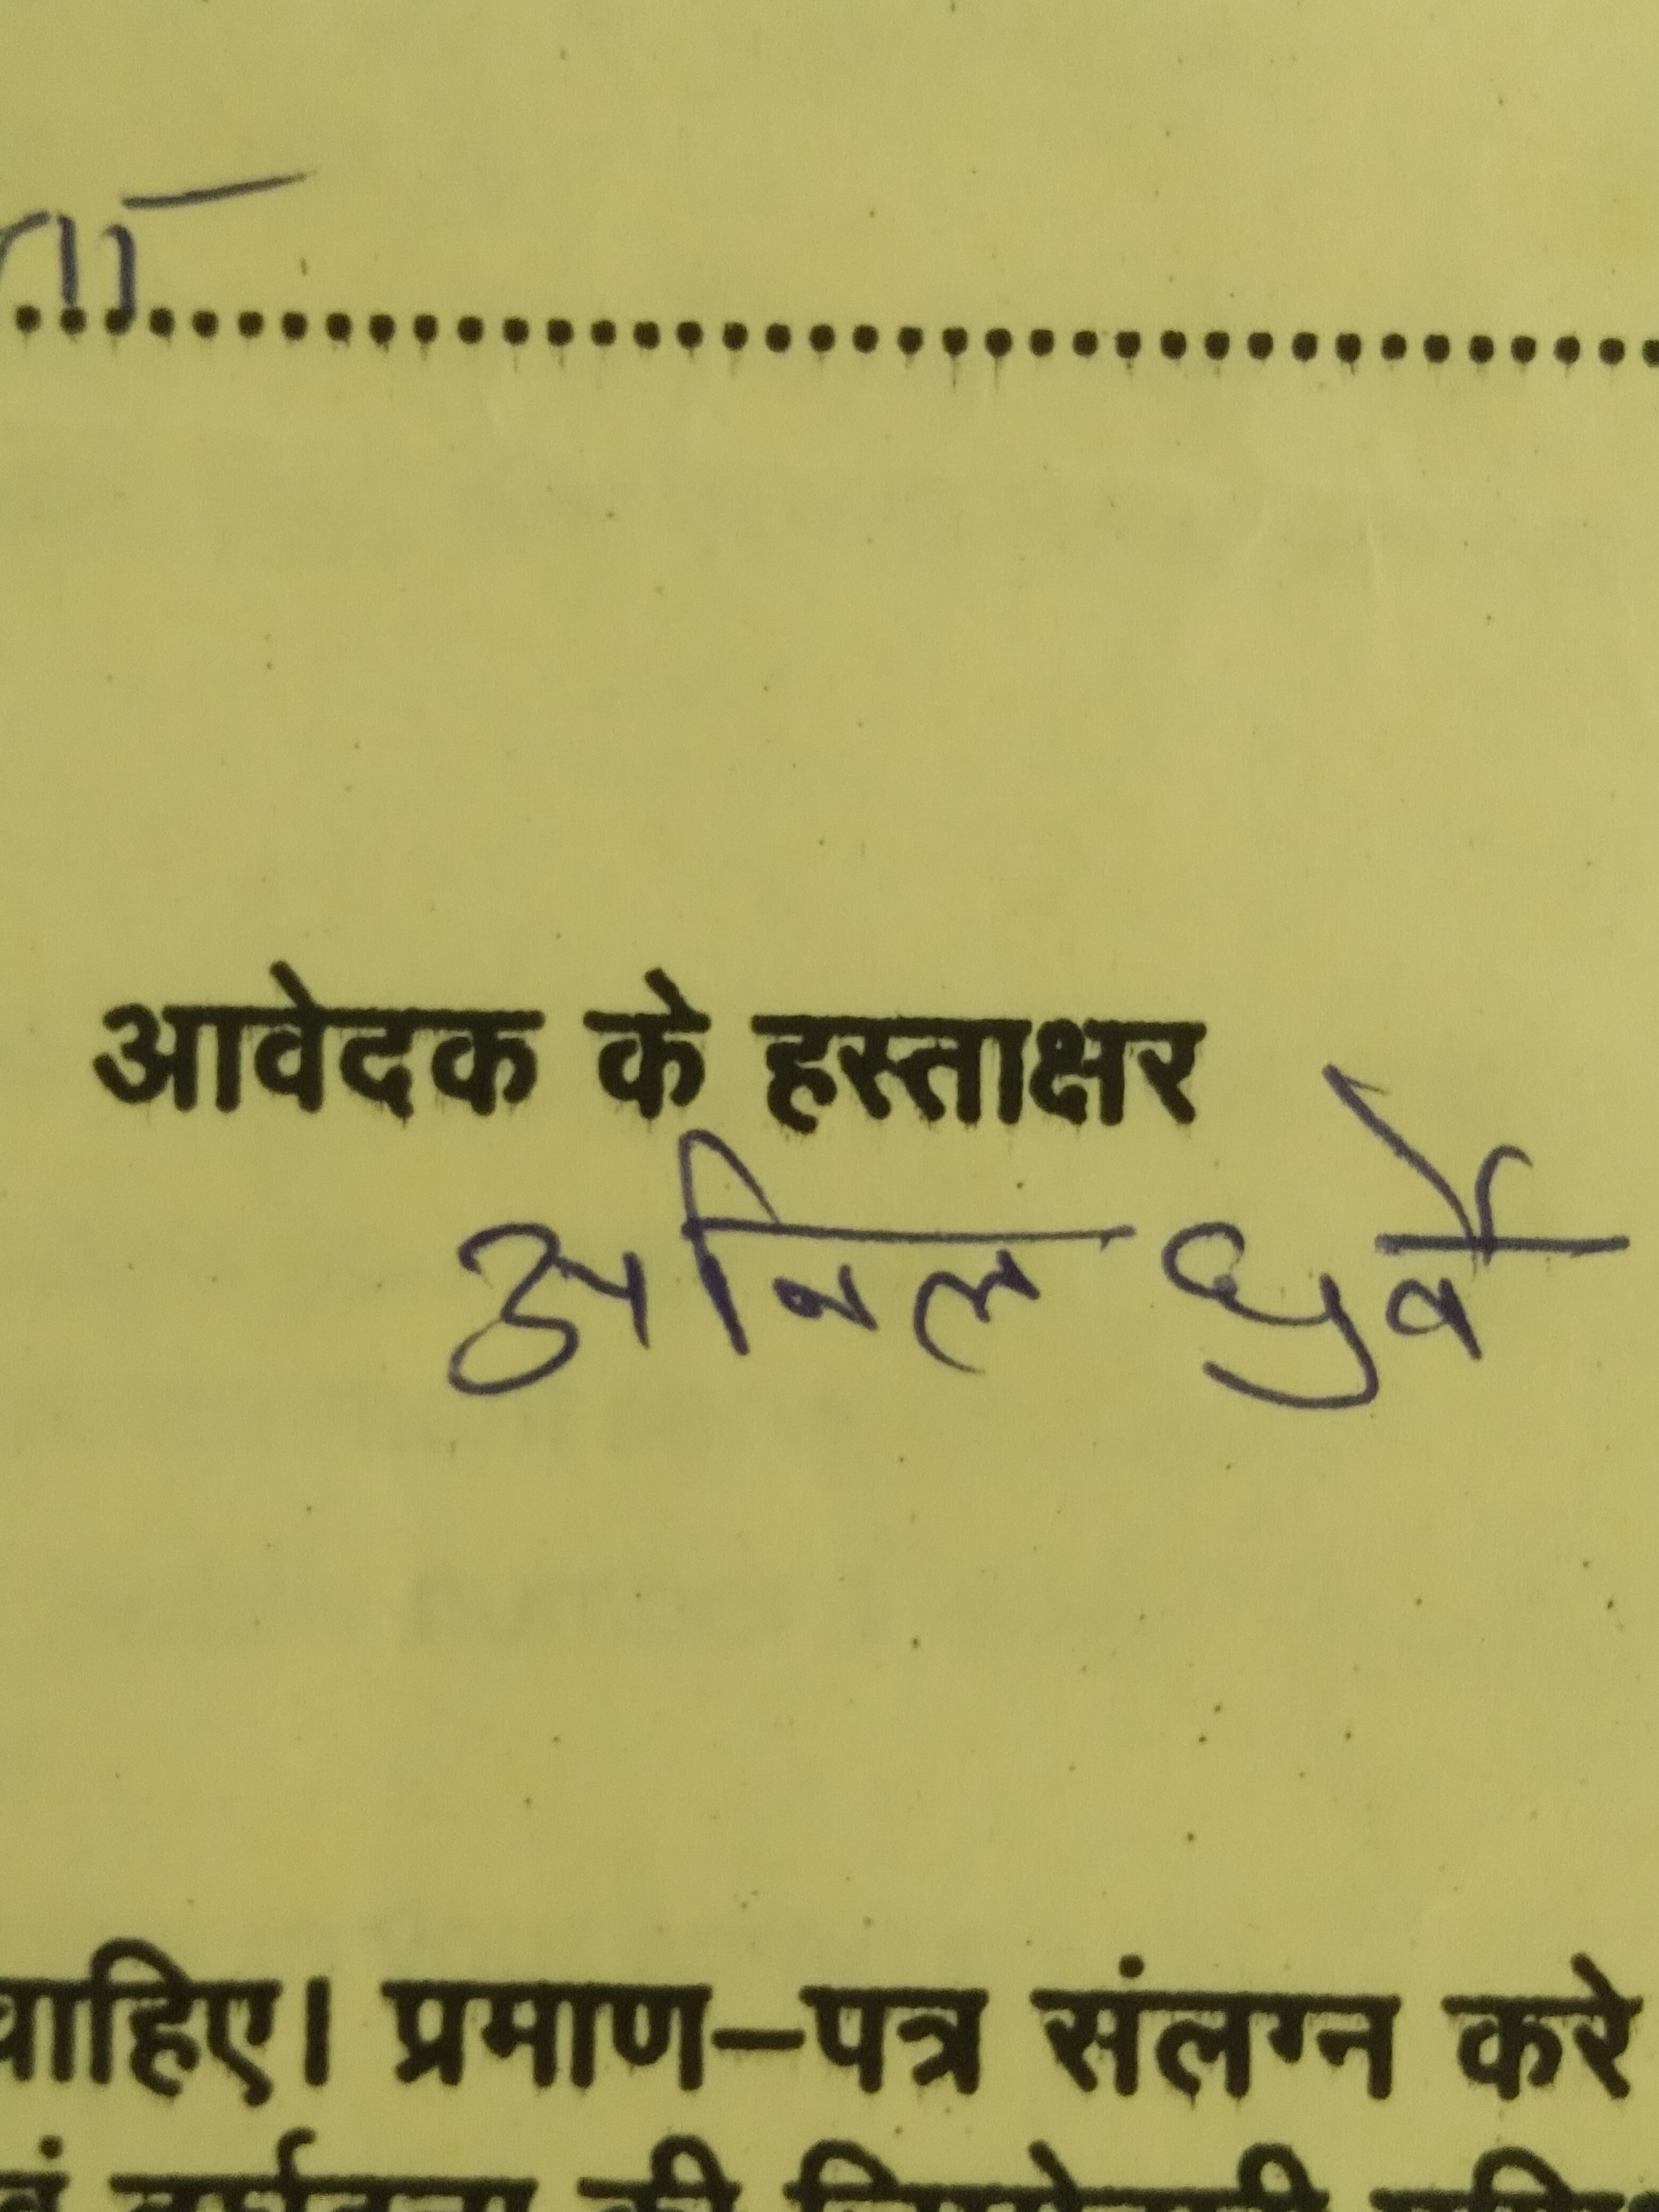 आवेदक के हस्ताक्षर
अनिल धुर्वे
चाहिए। प्रमाण–पत्र संलग्न करे